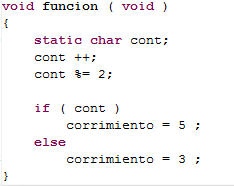 void funcion ( void )
{
static char cont;
cont ++;
cont %= 2;
if ( cont )
corrimiento = 5 ;
else
corrimiento = 3 ;
}